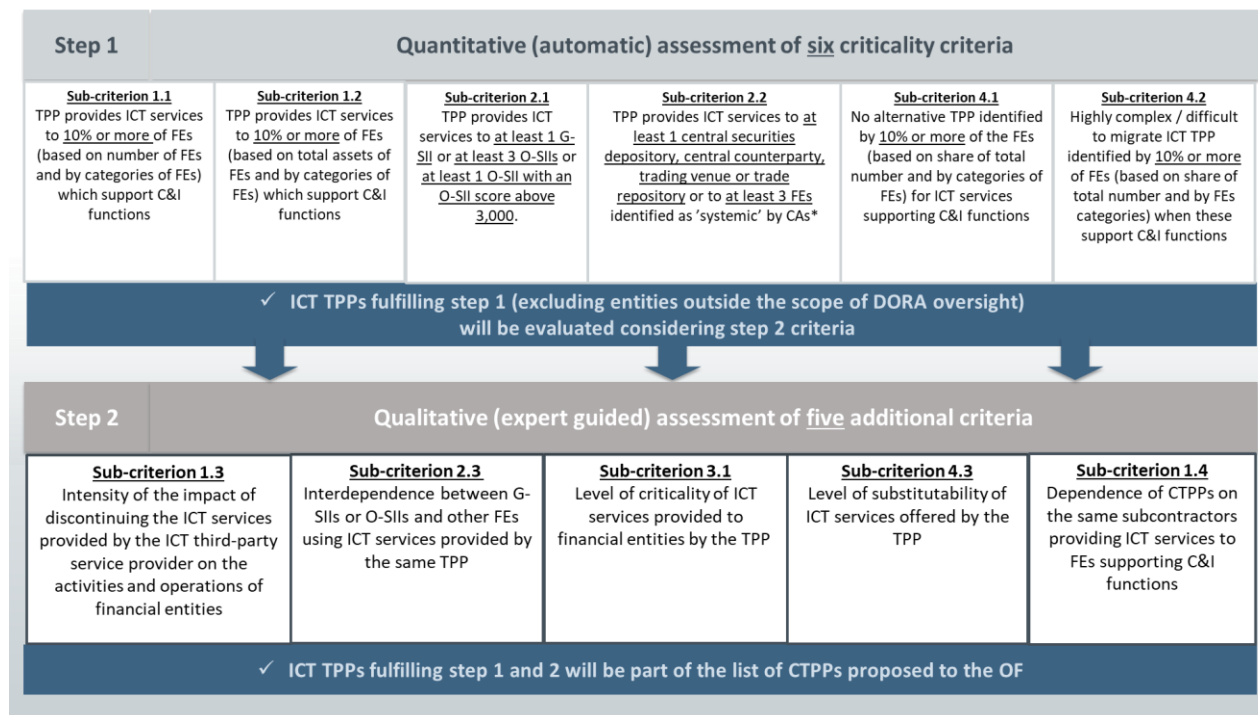 Step 1
Quantitative (automatic) assessment of six criticality criteria
Sub-criterion 1.1
TPP provides ICT services
to 10% or more of FEs
(based on number of FEs
and by categories of FEs)
which support C&I
functions
Sub-criterion 1.2
TPP provides ICT services
to 10% or more of FEs
(based on total assets of
FEs and by categories of
FEs) which support C&I
functions
Sub-criterion 2.1
TPP provides ICT
services to at least 1 G-
SII or at least 3 O-SIIs or
at least 1 O-SII with an
O-SII score above
3,000.
Sub-criterion 2.2
TPP provides ICT services to at
least 1 central securities
depository, central counterparty,
trading venue or trade
repository or to at least 3 FEs
identified as 'systemic' by CAs*
Sub-criterion 4.1
No alternative TPP identified
by 10% or more of the FEs
(based on share of total
number and by categories of
FEs) for ICT services
supporting C&I functions
Sub-criterion 4.2
Highly complex / difficult
to migrate ICT TPP
identified by 10% or more
of FEs (based on share of
total number and by FEs
categories) when these
support C&I functions
✓ ICT TPPs fulfilling step 1 (excluding entities outside the scope of DORA oversight)
will be evaluated considering step 2 criteria
Step 2
Qualitative (expert guided) assessment of five additional criteria
Sub-criterion 1.3
Intensity of the impact of
discontinuing the ICT services
provided by the ICT third-party
service provider on the
activities and operations of
financial entities
Sub-criterion 2.3
Interdependence between G-
SIIs or O-SIIs and other FEs
using ICT services provided by
the same TPP
Sub-criterion 3.1
Level of criticality of ICT
services provided to
financial entities by the TPP
Sub-criterion 4.3
Level of substitutability of
ICT services offered by the
TPP
Sub-criterion 1.4
Dependence of CTPPs on
the same subcontractors
providing ICT services to
FEs supporting C&I
functions
✓ ICT TPPs fulfilling step 1 and 2 will be part of the list of CTPPs proposed to the OF